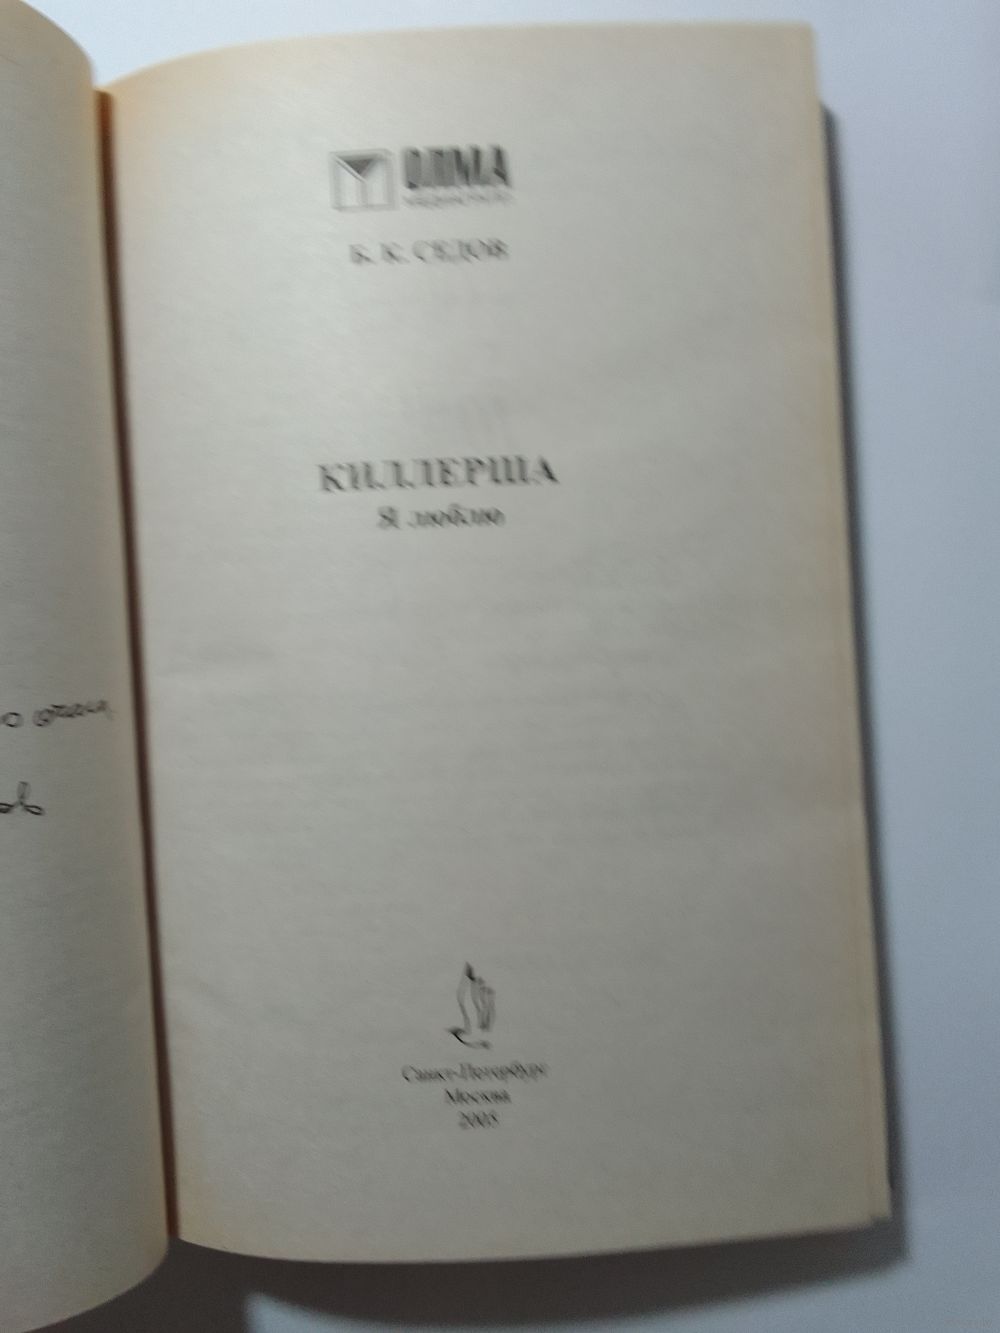 ОЛМА
Б. К. СЕДОВ
КИЛЛЕРША
Я люблю
Санкт-Петербург
Москва
2005